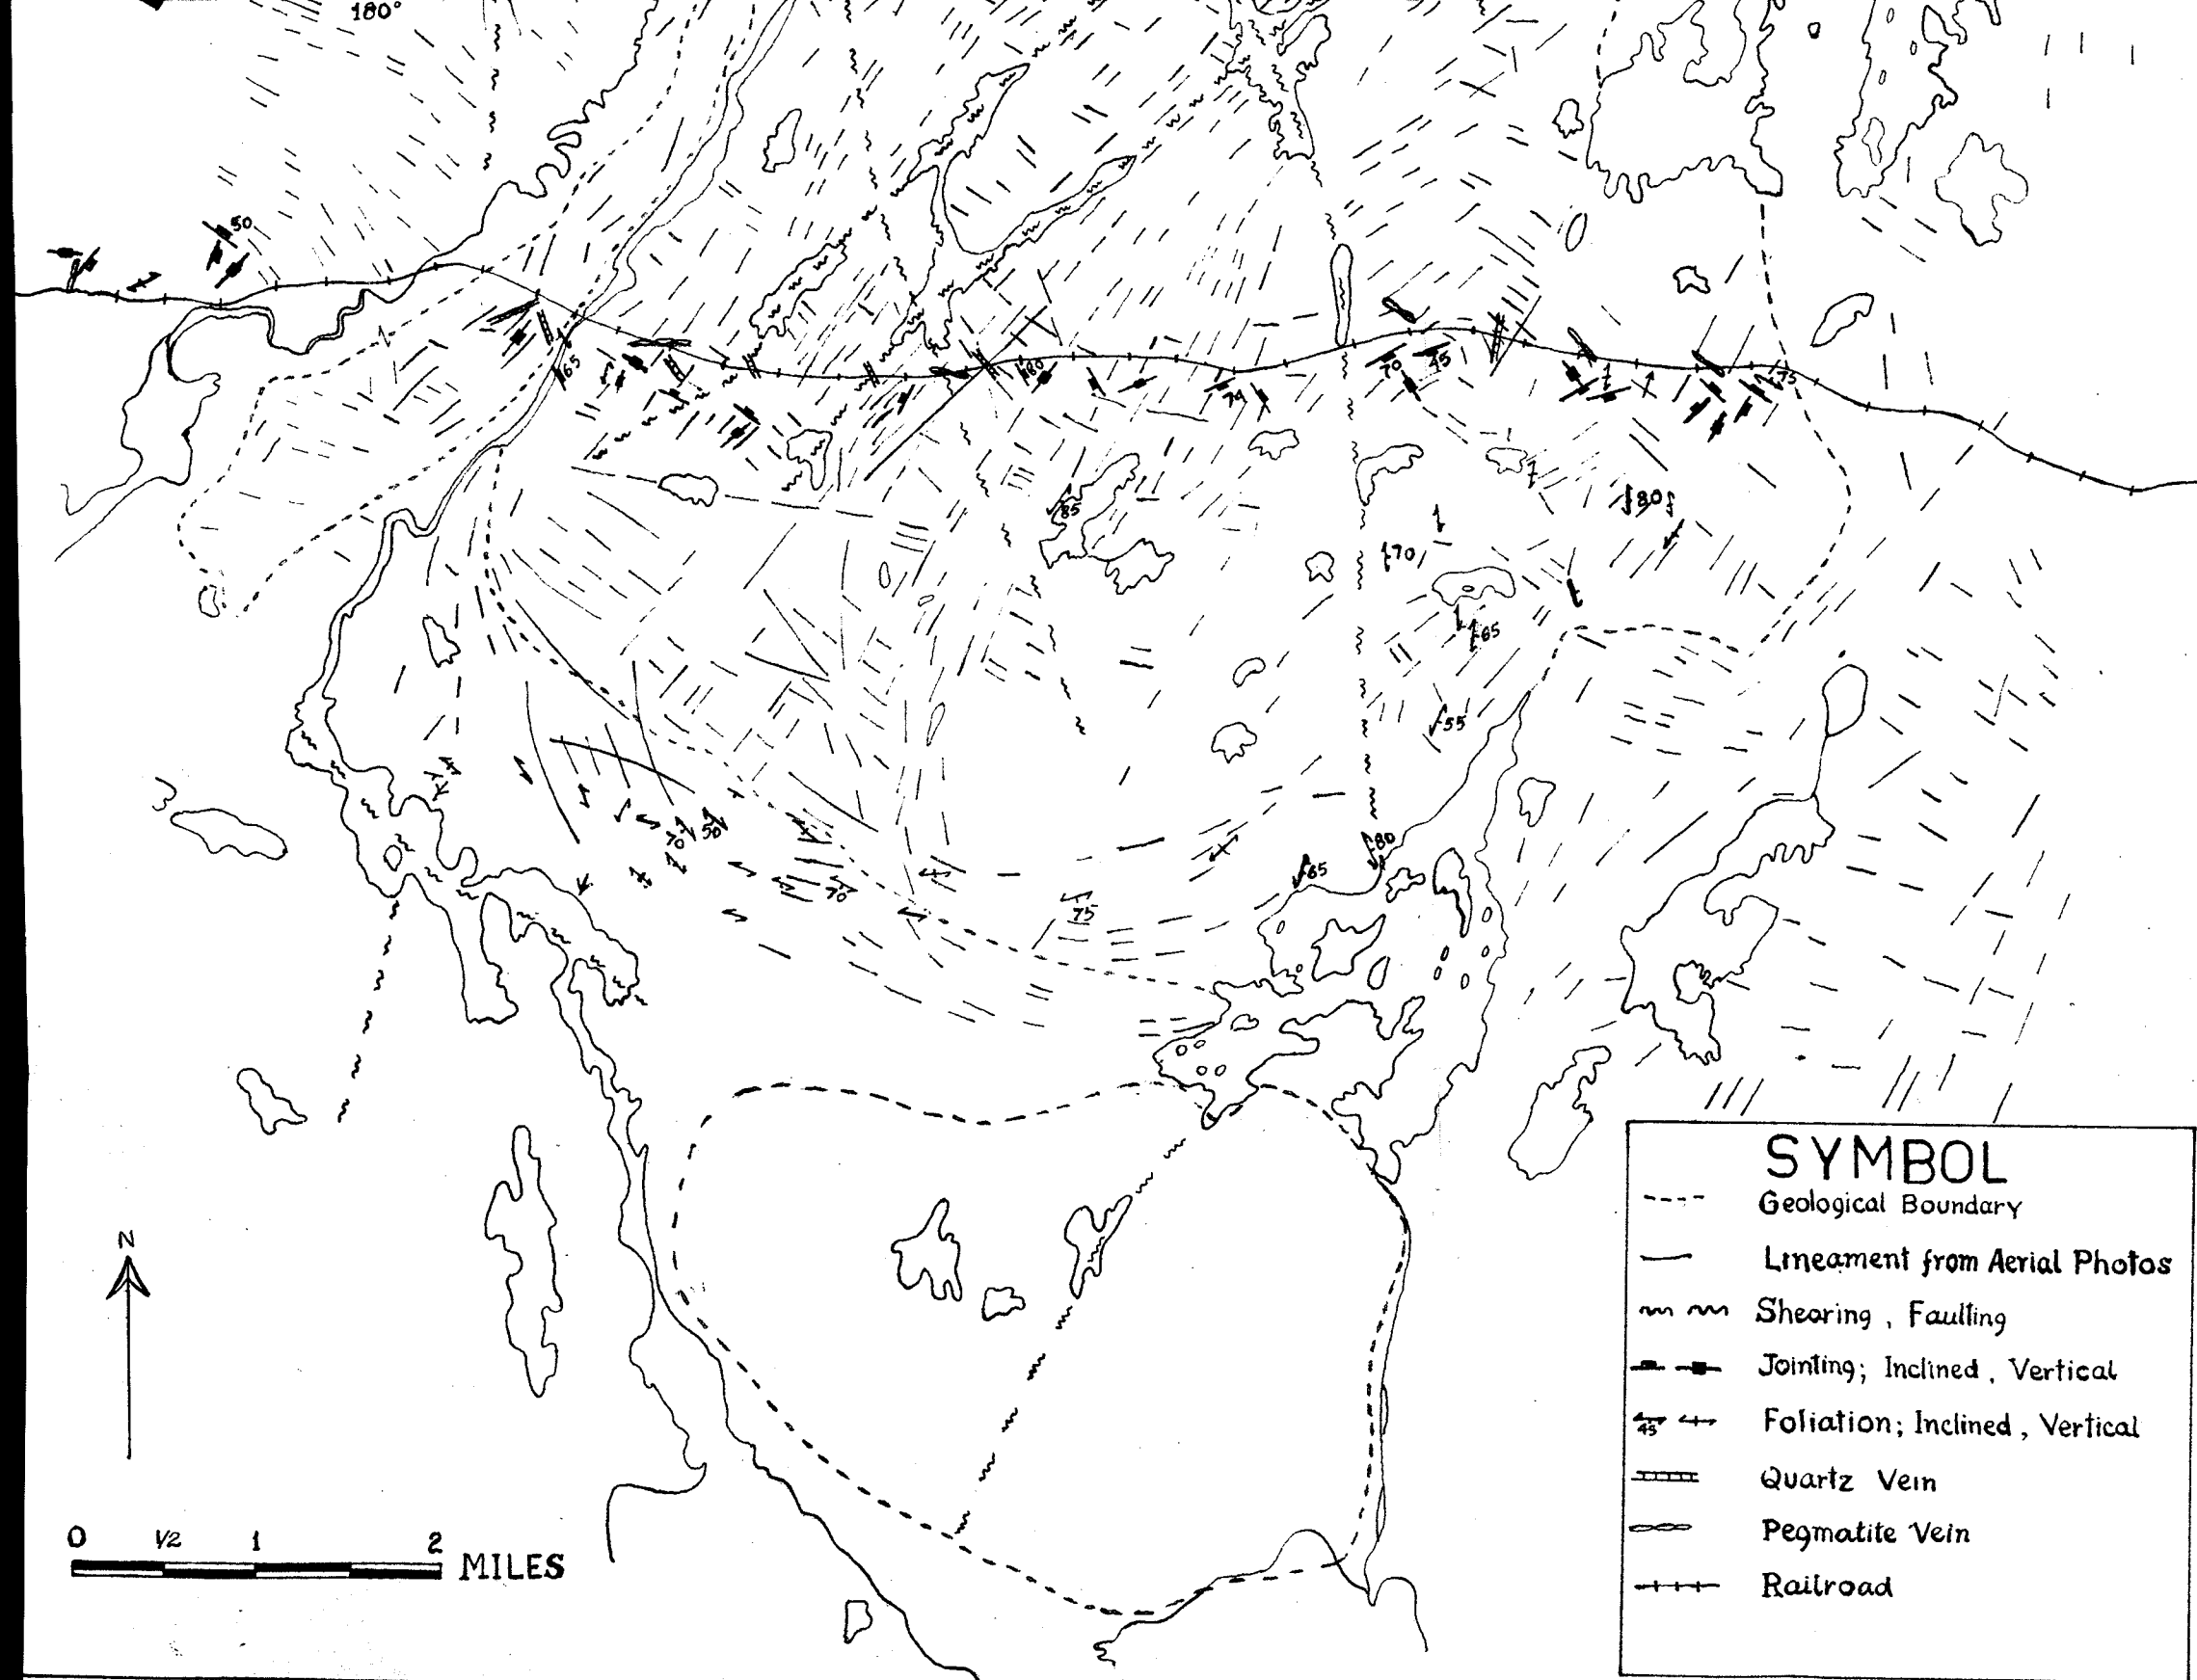 180°
50
65
80
70
45
75
85
80
70
65
55
80
65
70
50
70
75
SYMBOL
Geological Boundary
Lineament from Aerial Photos
Shearing, Faulting
Jointing; Inclined, Vertical
45 Foliation; Inclined, Vertical
Quartz Vein
Pegmatite Vein
Railroad
N
0 1/2 1 2 MILES